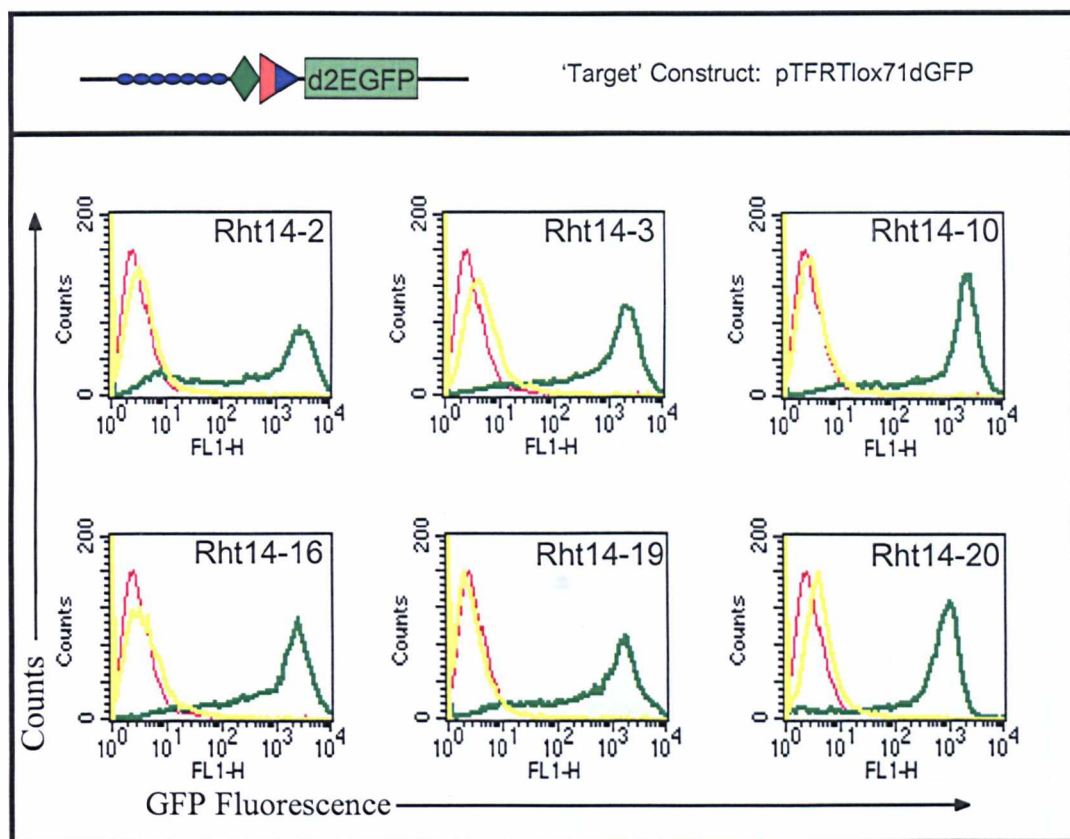 d2EGFP
'Target' Construct: pTFRTlox71dGFP
Rht14-2
200
Counts
0
10^0 10^1 10^2 10^3 10^4
FL1-H
Rht14-3
200
Counts
0
10^0 10^1 10^2 10^3 10^4
FL1-H
Rht14-10
200
Counts
0
10^0 10^1 10^2 10^3 10^4
FL1-H
Rht14-16
200
Counts
0
10^0 10^1 10^2 10^3 10^4
FL1-H
Rht14-19
200
Counts
0
10^0 10^1 10^2 10^3 10^4
FL1-H
Rht14-20
200
Counts
0
10^0 10^1 10^2 10^3 10^4
FL1-H
Counts
GFP Fluorescence